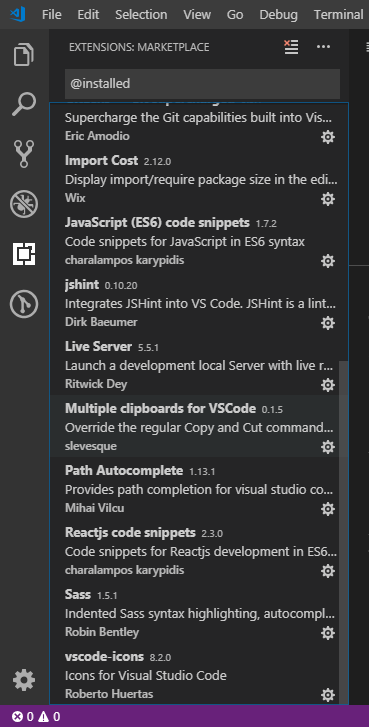 File Edit Selection View Go Debug Terminal
EXTENSIONS: MARKETPLACE
@installed
Supercharge the Git capabilities built into Vis...
Eric Amodio
Import Cost 2.12.0
Display import/require package size in the edi...
Wix
JavaScript (ES6) code snippets 1.7.2
Code snippets for JavaScript in ES6 syntax
charalampos karypidis
jshint 0.10.20
Integrates JSHint into VS Code. JSHint is a lint...
Dirk Baeumer
Live Server 5.5.1
Launch a development local Server with live r...
Ritwick Dey
Multiple clipboards for VSCode 0.1.5
Override the regular Copy and Cut command...
slevesque
Path Autocomplete 1.13.1
Provides path completion for visual studio co...
Mihai Vilcu
Reactjs code snippets 2.3.0
Code snippets for Reactjs development in ES6...
charalampos karypidis
Sass 1.5.1
Indented Sass syntax highlighting, autocompl...
Robin Bentley
vscode-icons 8.2.0
Icons for Visual Studio Code
Roberto Huertas
0 0